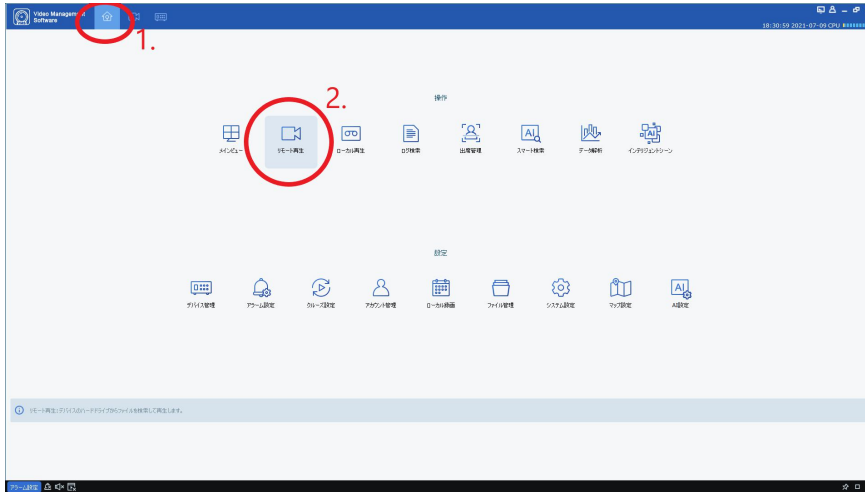 Video Management
Software
18:30:59 2021-07-09 CPU
1.
2.
操作
メインビュー
リモート再生
ローカル再生
ログ検索
出席管理
スマート検索
データ解析
インテリジェントシーン
設定
デバイス管理
アラーム設定
クルーズ設定
アカウント管理
ローカル録画
ファイル管理
システム設定
マップ設定
AI設定
リモート再生:デバイスのハードドライブからファイルを検索して再生します。
アラーム設定